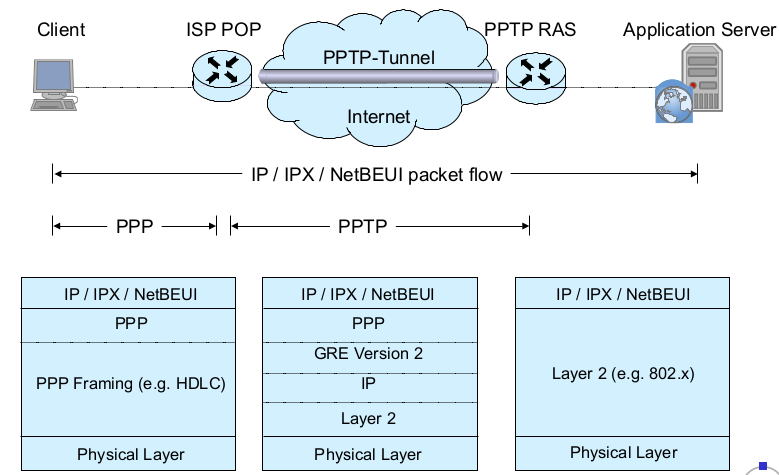 Client
ISP POP
PPTP RAS
Application Server
PPTP-Tunnel
Internet
IP / IPX / NetBEUI packet flow
PPP
PPTP
IP / IPX / NetBEUI
PPP
PPP Framing (e.g. HDLC)
Physical Layer
IP / IPX / NetBEUI
PPP
GRE Version 2
IP
Layer 2
Physical Layer
IP / IPX / NetBEUI
Layer 2 (e.g. 802.x)
Physical Layer